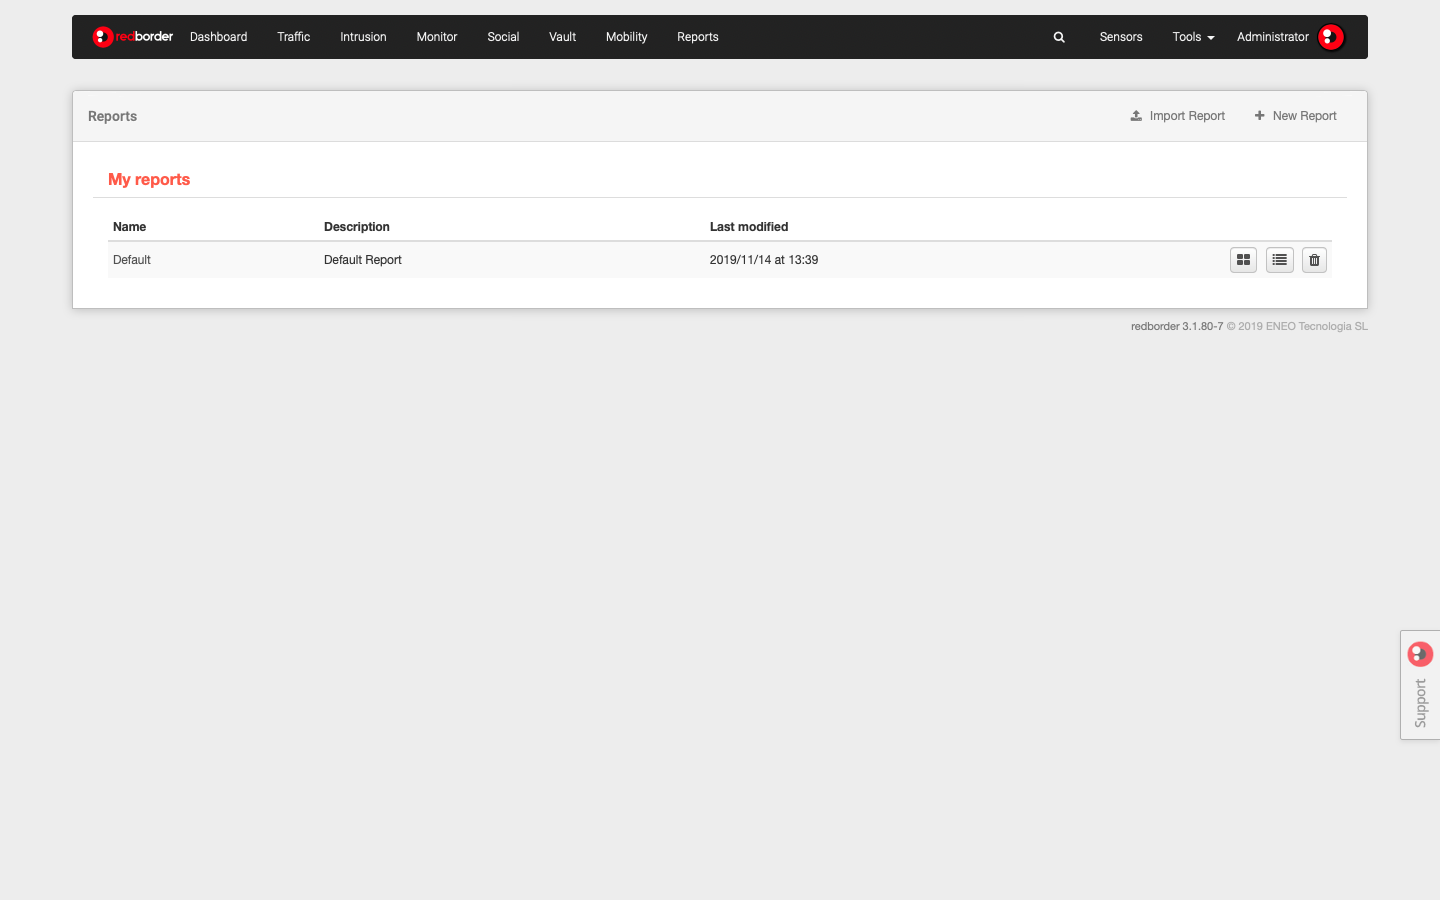 redborder Dashboard Traffic Intrusion Monitor Social Vault Mobility Reports Sensors Tools Administrator
Reports Import Report New Report
My reports
Name Description Last modified
Default Default Report 2019/11/14 at 13:39
redborder 3.1.80-7 © 2019 ENEO Tecnologia SL
Support